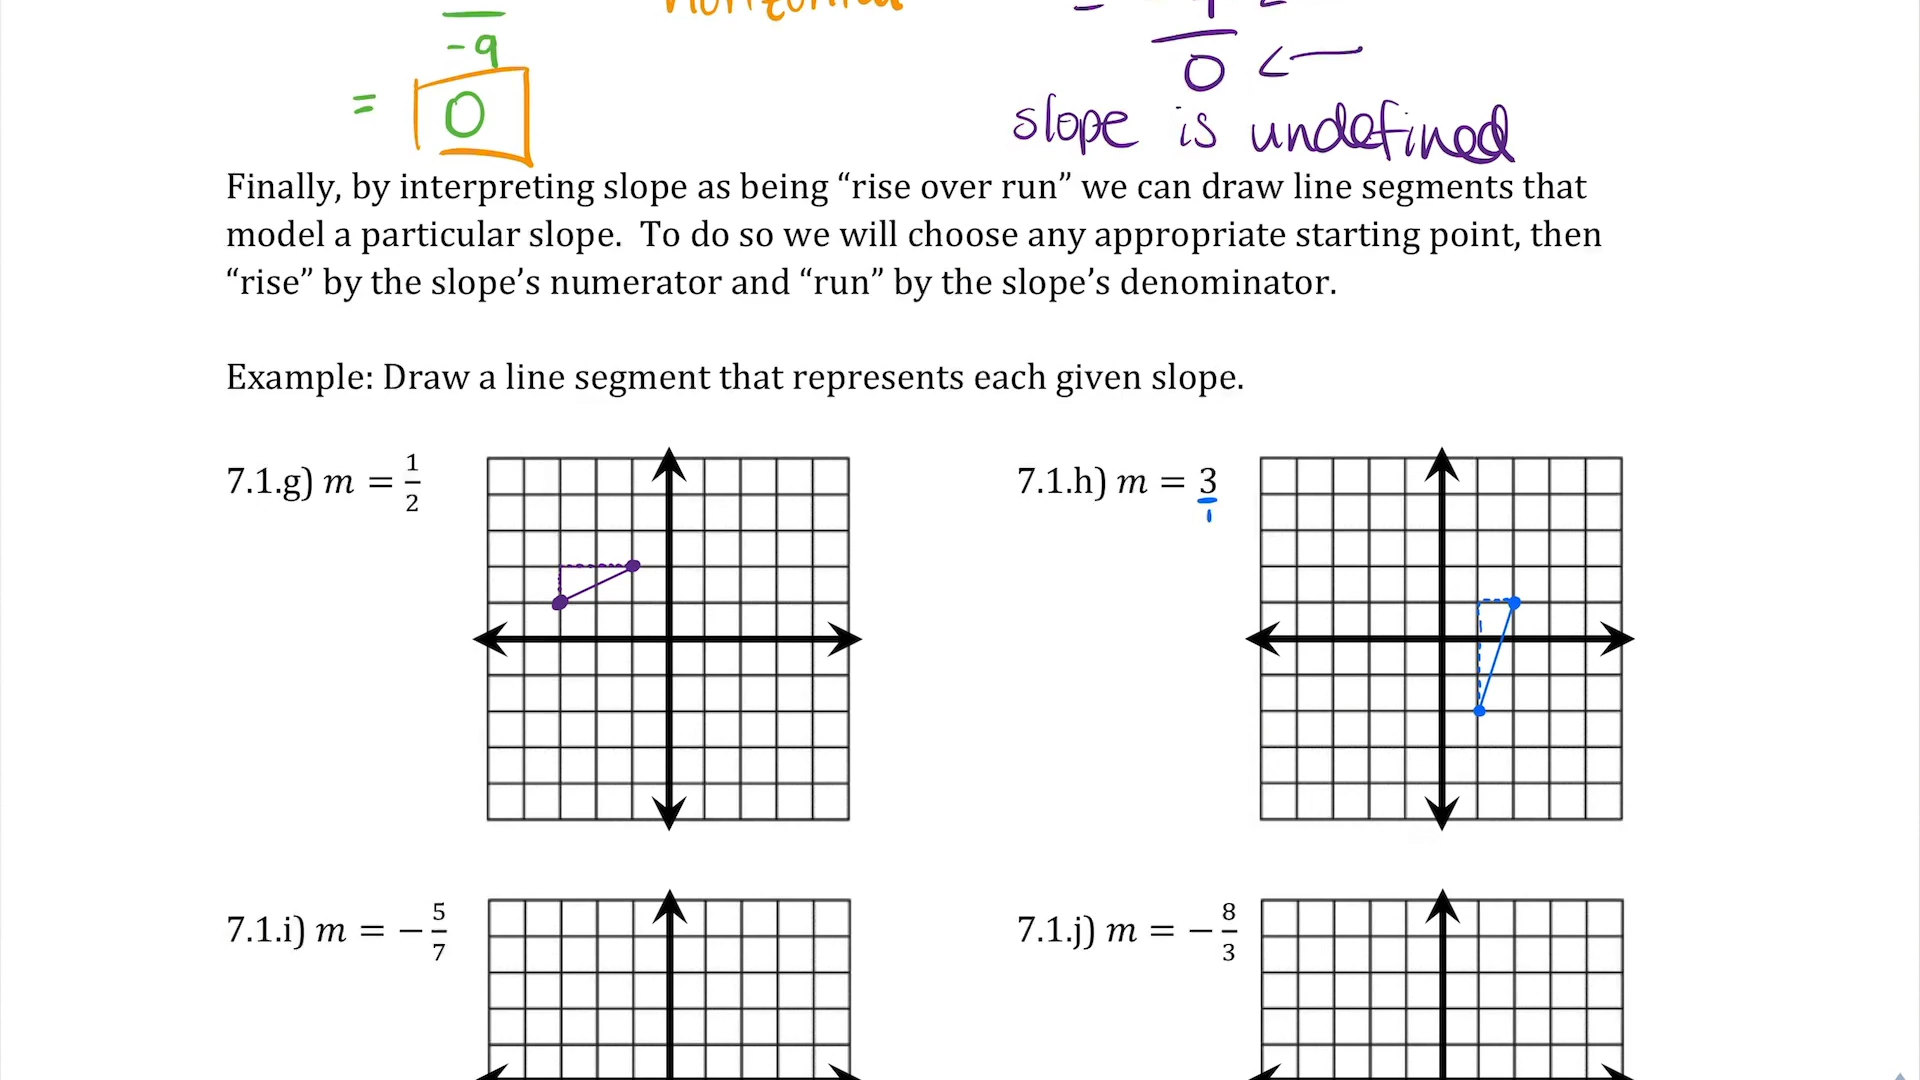 -9
= 0
0
slope is undefined
Finally, by interpreting slope as being “rise over run” we can draw line segments that
model a particular slope.  To do so we will choose any appropriate starting point, then
“rise” by the slope’s numerator and “run” by the slope’s denominator.
Example: Draw a line segment that represents each given slope.
7.1.g) m = 1/2
7.1.h) m = 3/1
7.1.i) m = −5/7
7.1.j) m = −8/3